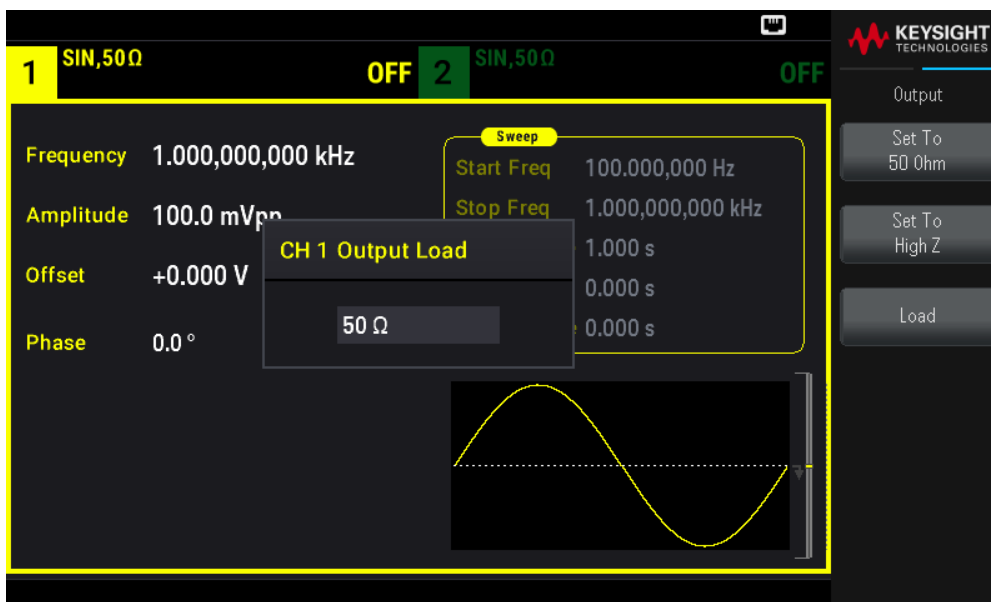 KEYSIGHT
TECHNOLOGIES
1 SIN,50Ω OFF 2 SIN,50Ω OFF
Output
Set To
50 Ohm
Set To
High Z
Load
Frequency 1.000,000,000 kHz
Amplitude 100.0 mVpp
Offset +0.000 V
Phase 0.0 °
Sweep
Start Freq 100.000,000 Hz
Stop Freq 1.000,000,000 kHz
1.000 s
0.000 s
0.000 s
CH 1 Output Load
50 Ω